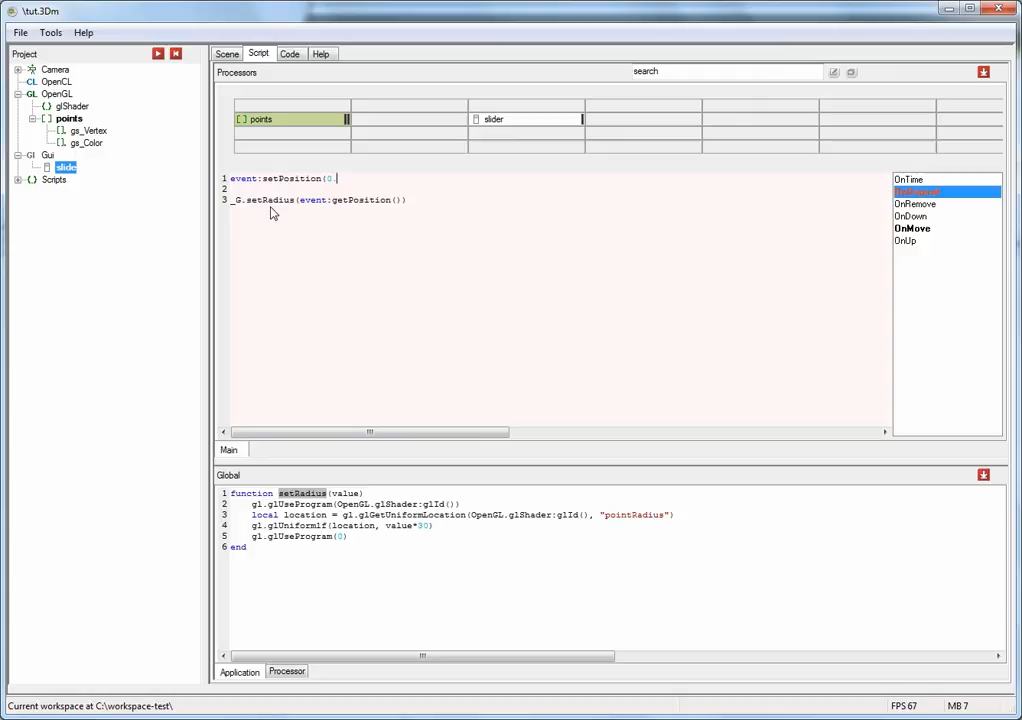 \tut.3Dm
File Tools Help
Project
Scene Script Code Help
Camera
OpenCL
OpenGL
glShader
points
gs_Vertex
gs_Color
Gui
slide
Scripts
Processors
search
points
slider
1 event:setPosition(0.
2
3 _G.setRadius(event:getPosition())
OnTime
OnRemove
OnDown
OnMove
OnUp
Main
Global
1 function setRadius(value)
2 gl.glUseProgram(OpenGL.glShader:glId())
3 local location = gl.glGetUniformLocation(OpenGL.glShader:glId(), "pointRadius")
4 gl.glUniform1f(location, value*30)
5 gl.glUseProgram(0)
6 end
Application Processor
Current workspace at C:\workspace-test\
FPS 67
MB 7